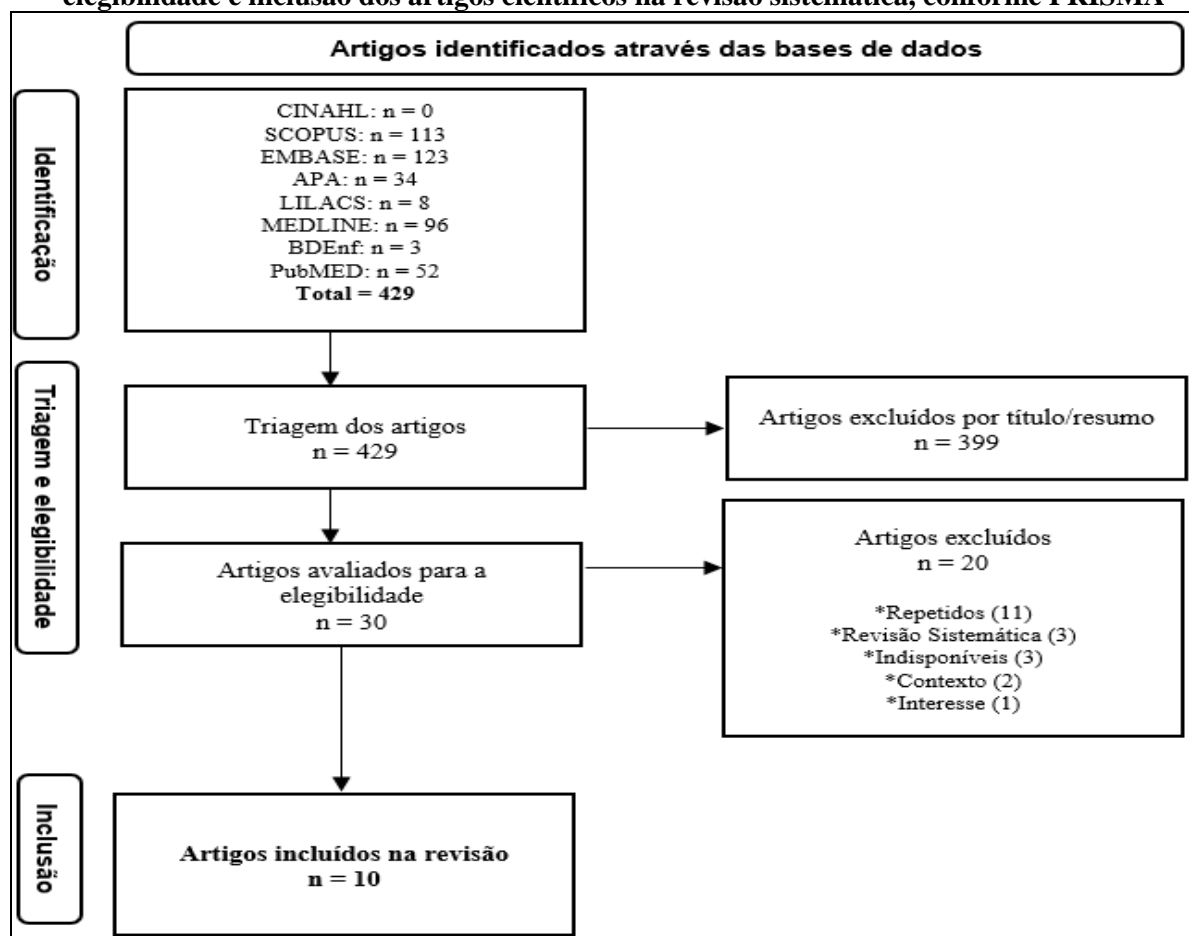 elegibilidade e inclusão dos artigos científicos na revisão sistemática, conforme PRISMA
Artigos identificados através das bases de dados
Identificação
CINAHL: n = 0
SCOPUS: n = 113
EMBASE: n = 123
APA: n = 34
LILACS: n = 8
MEDLINE: n = 96
BDEnf: n = 3
PubMED: n = 52
Total = 429
Triagem e elegibilidade
Triagem dos artigos
n = 429
Artigos excluídos por título/resumo
n = 399
Artigos avaliados para a
elegibilidade
n = 30
Artigos excluídos
n = 20
*Repetidos (11)
*Revisão Sistemática (3)
*Indisponíveis (3)
*Contexto (2)
*Interesse (1)
Inclusão
Artigos incluídos na revisão
n = 10